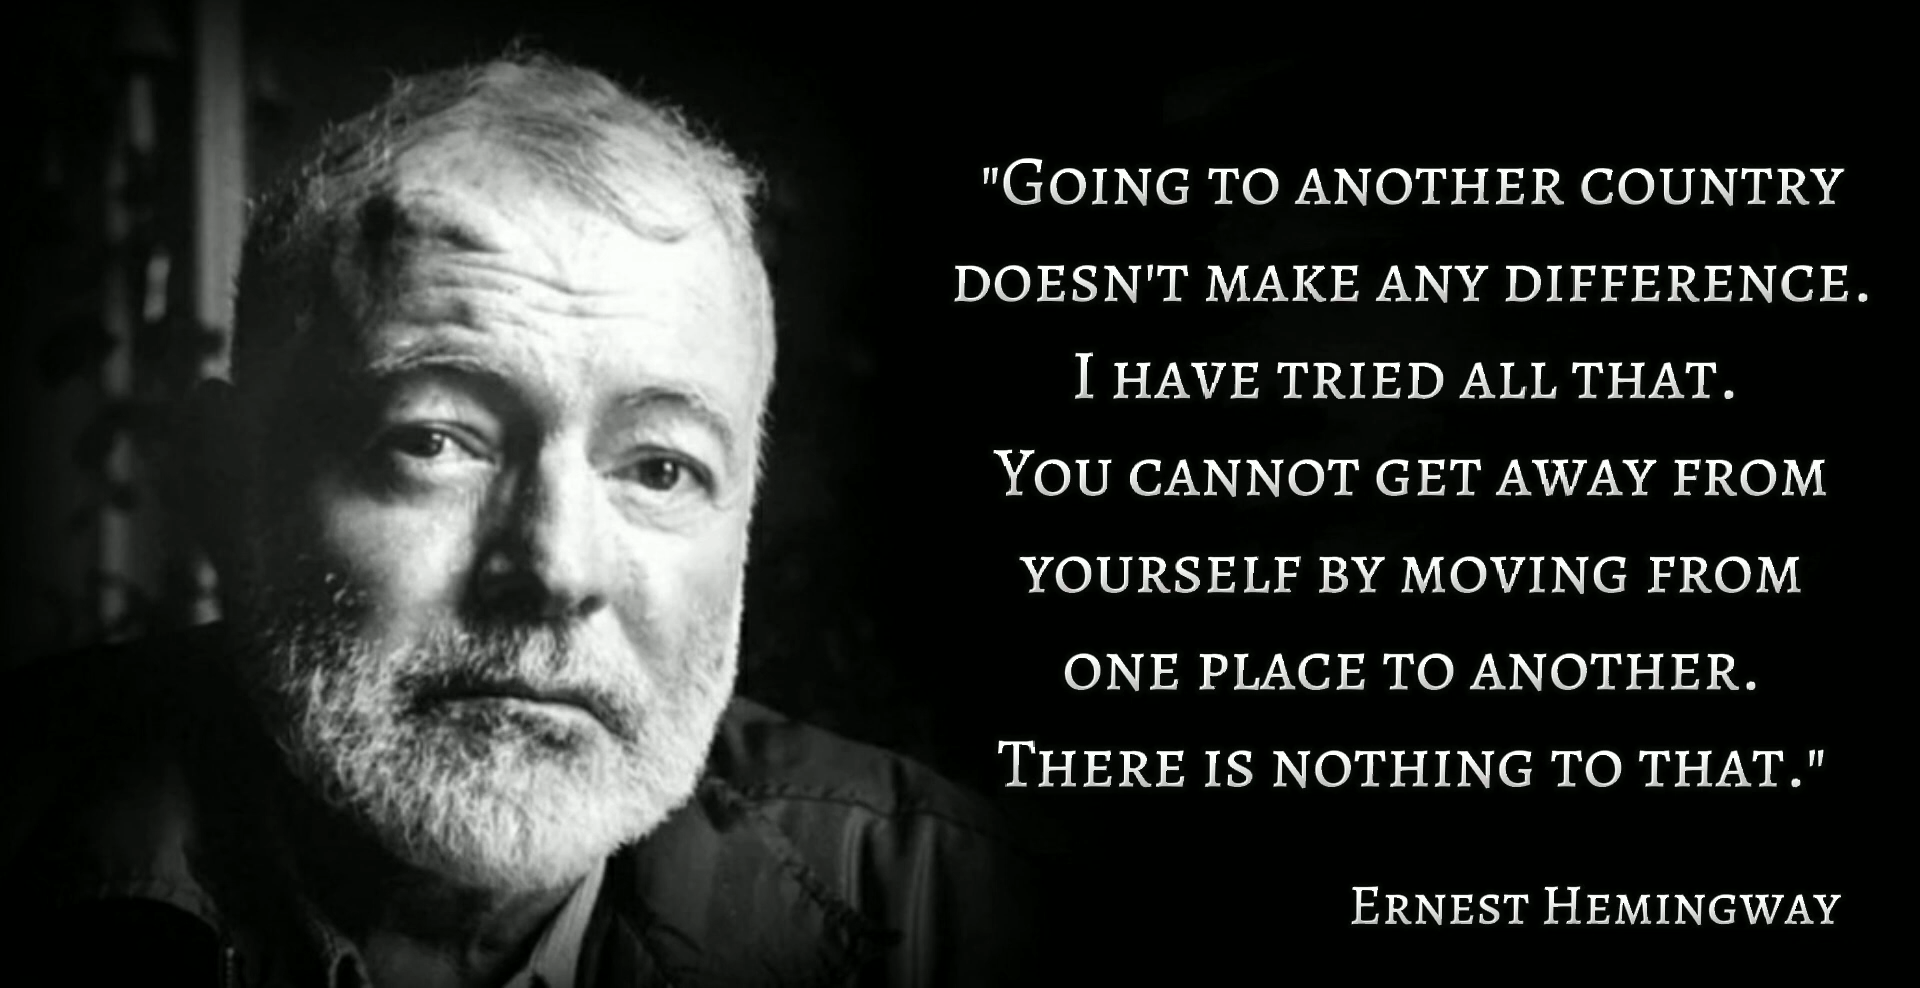 "Going to another country
doesn't make any difference.
I have tried all that.
You cannot get away from
yourself by moving from
one place to another.
There is nothing to that."
Ernest Hemingway